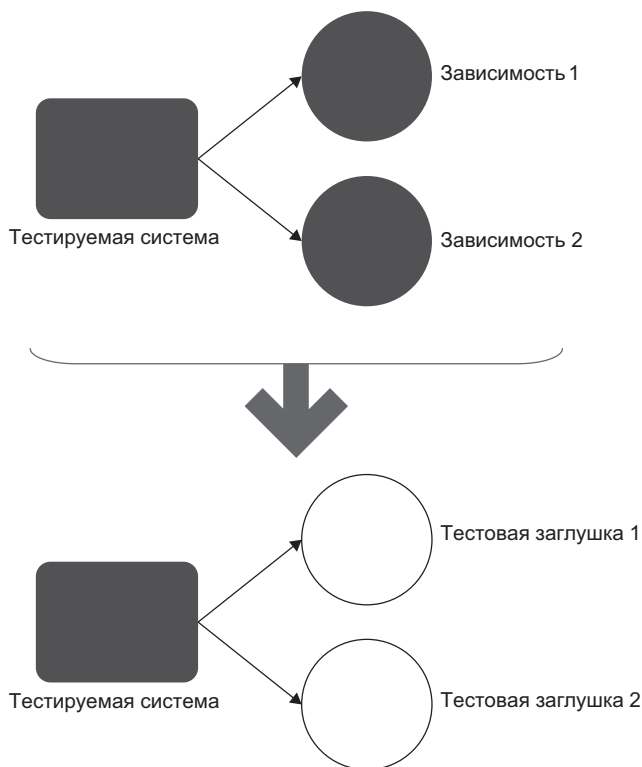 Зависимость 1
Тестируемая система
Зависимость 2
Тестовая заглушка 1
Тестируемая система
Тестовая заглушка 2